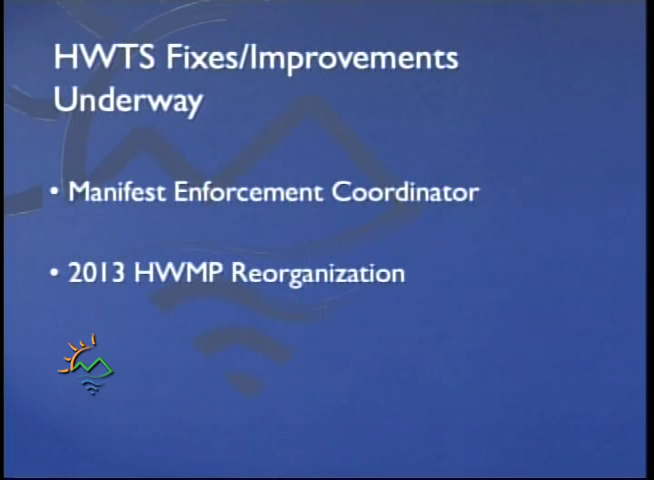 HWTS Fixes/Improvements
Underway
• Manifest Enforcement Coordinator
• 2013 HWMP Reorganization